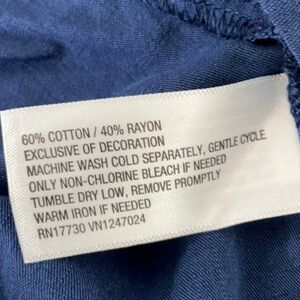 60% COTTON / 40% RAYON
EXCLUSIVE OF DECORATION
MACHINE WASH COLD SEPARATELY, GENTLE CYCLE
ONLY NON-CHLORINE BLEACH IF NEEDED
TUMBLE DRY LOW, REMOVE PROMPTLY
WARM IRON IF NEEDED
RN17730 VN1247024